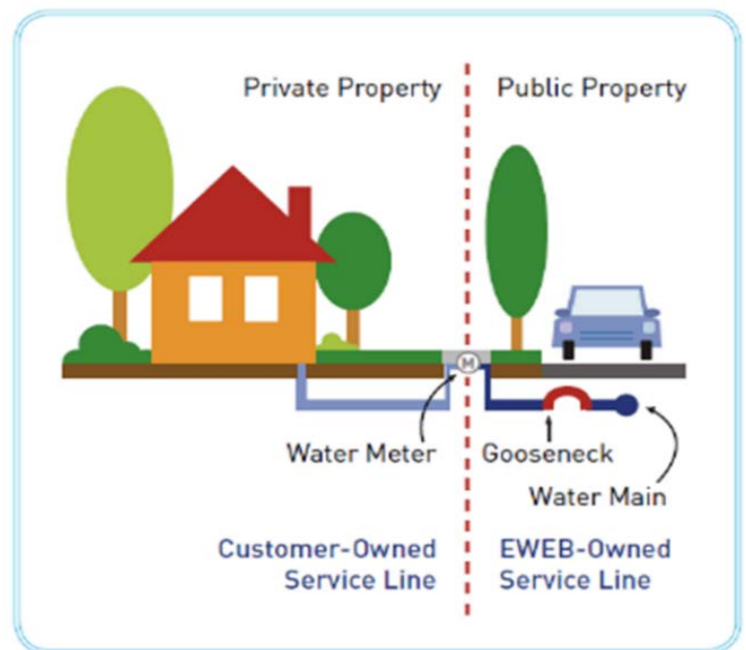 Private Property
Public Property
M
Water Meter
Gooseneck
Water Main
Customer-Owned
Service Line
EWEB-Owned
Service Line